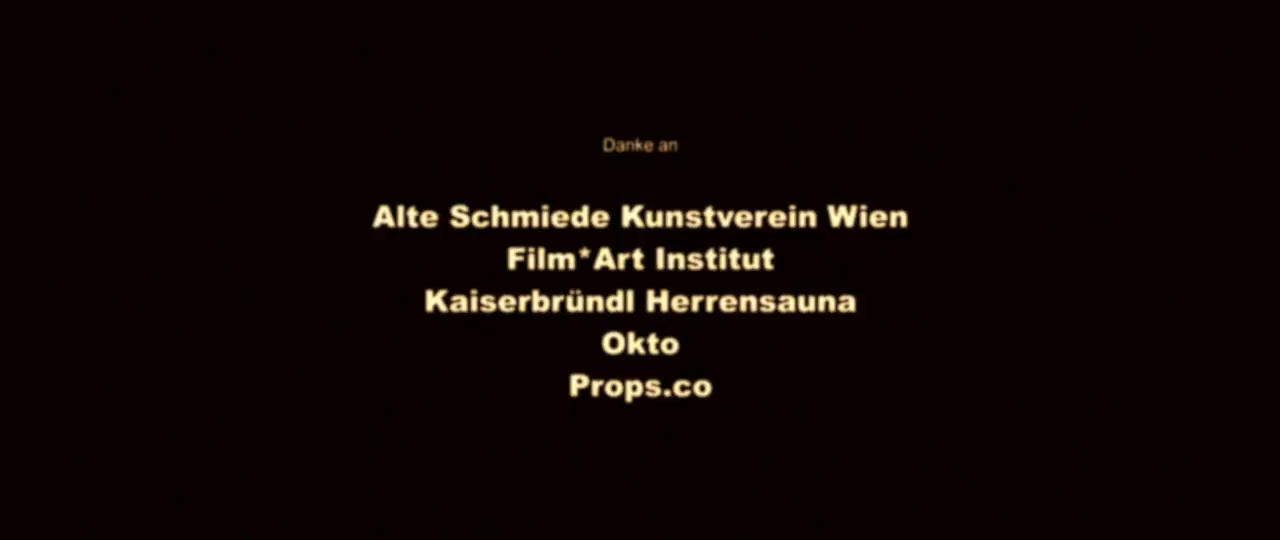 Danke an
Alte Schmiede Kunstverein Wien
Film*Art Institut
Kaiserbründl Herrensauna
Okto
Props.co